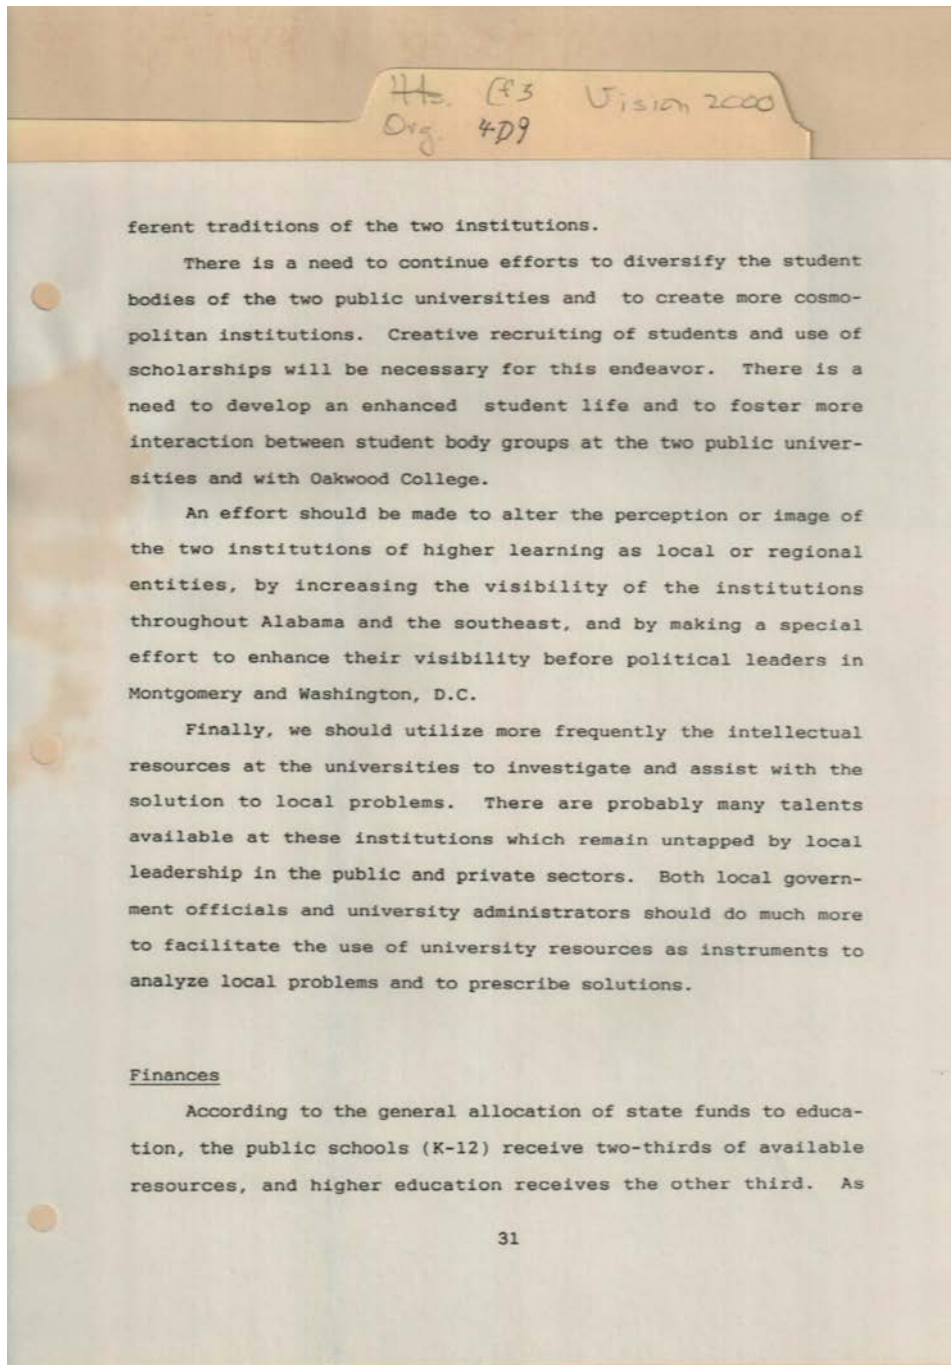 Hts. Cf3 Vision 2000
Org. 4D9
ferent traditions of the two institutions.
There is a need to continue efforts to diversify the student
bodies of the two public universities and to create more cosmo-
politan institutions. Creative recruiting of students and use of
scholarships will be necessary for this endeavor. There is a
need to develop an enhanced student life and to foster more
interaction between student body groups at the two public univer-
sities and with Oakwood College.
An effort should be made to alter the perception or image of
the two institutions of higher learning as local or regional
entities, by increasing the visibility of the institutions
throughout Alabama and the southeast, and by making a special
effort to enhance their visibility before political leaders in
Montgomery and Washington, D.C.
Finally, we should utilize more frequently the intellectual
resources at the universities to investigate and assist with the
solution to local problems. There are probably many talents
available at these institutions which remain untapped by local
leadership in the public and private sectors. Both local govern-
ment officials and university administrators should do much more
to facilitate the use of university resources as instruments to
analyze local problems and to prescribe solutions.
Finances
According to the general allocation of state funds to educa-
tion, the public schools (K-12) receive two-thirds of available
resources, and higher education receives the other third. As
31